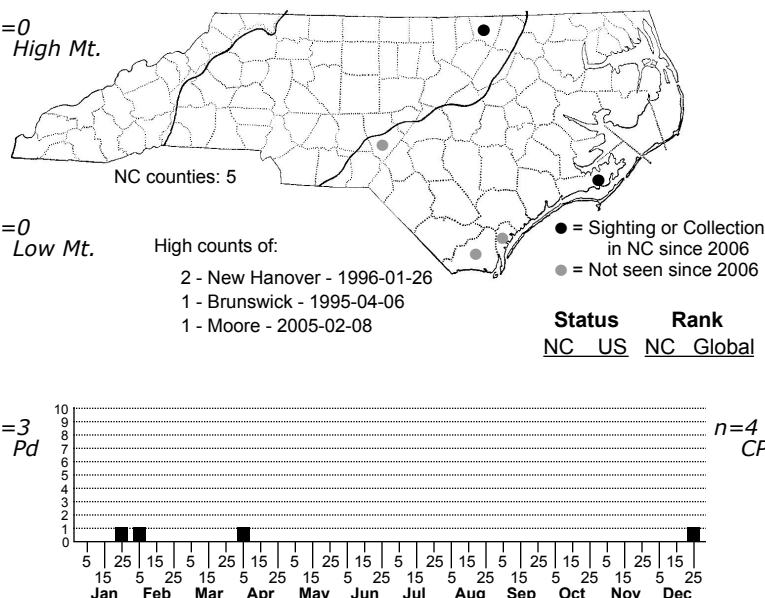 =0
High Mt.
NC counties: 5
=0
Low Mt.
High counts of:
2 - New Hanover - 1996-01-26
1 - Brunswick - 1995-04-06
1 - Moore - 2005-02-08
● = Sighting or Collection
in NC since 2006
● = Not seen since 2006
Status Rank
NC US NC Global
=3
Pd
n=4
CP
10
9
8
7
6
5
4
3
2
1
0
5 25 15 5 25 15 5 25 15 5 25 15 5 25 15 5 25 15
15 5 25 15 5 25 15 5 25 15 5 25 15 5 25 15 5 25
Jan Feb Mar Apr May Jun Jul Aug Sep Oct Nov Dec